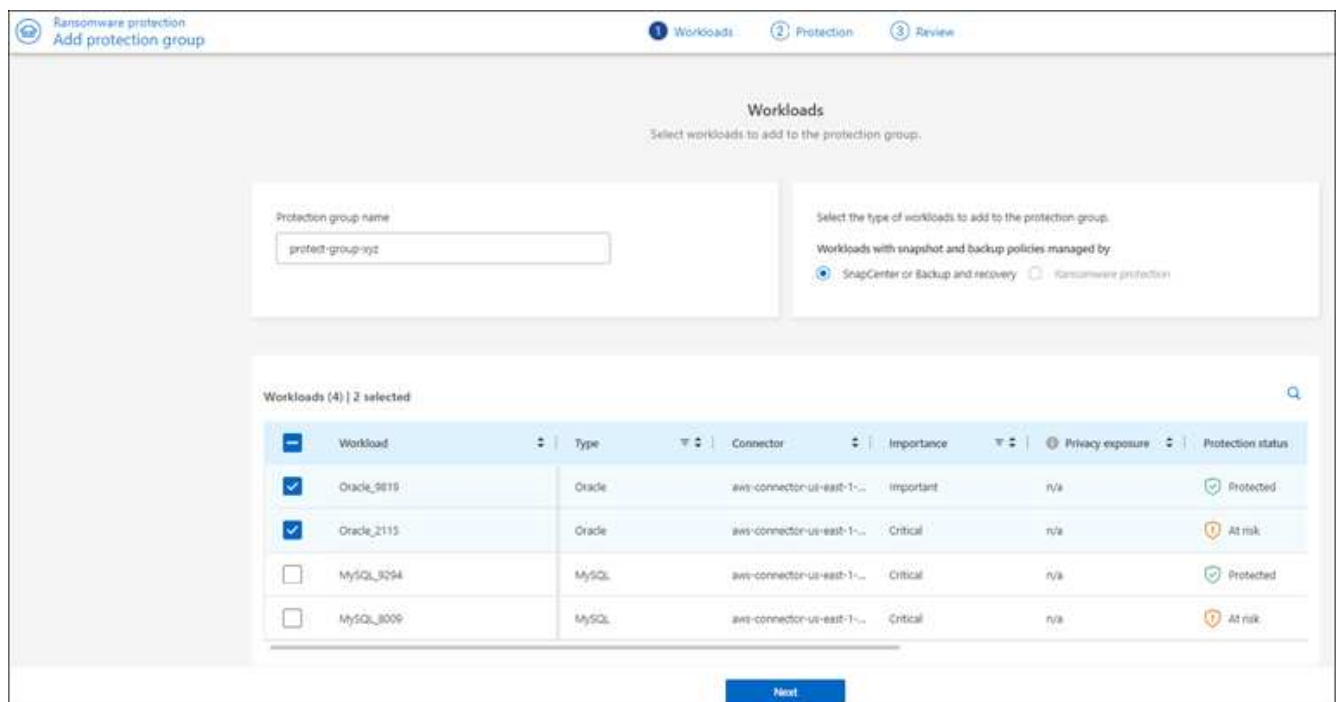 Ransomware protection
Add protection group
1 Workloads 2 Protection 3 Review
Workloads
Select workloads to add to the protection group.
Protection group name
protect-group-xyz
Select the type of workloads to add to the protection group.
Workloads with snapshot and backup policies managed by
SnapCenter or Backup and recovery Ransomware protection
Workloads (4) | 2 selected
Workload Type Connector Importance Privacy exposure Protection status
Oracle_9819 Oracle aws-connector-us-east-1-... Important n/a Protected
Oracle_2115 Oracle aws-connector-us-east-1-... Critical n/a At risk
MySQL_9294 MySQL aws-connector-us-east-1-... Critical n/a Protected
MySQL_8009 MySQL aws-connector-us-east-1-... Critical n/a At risk
Next